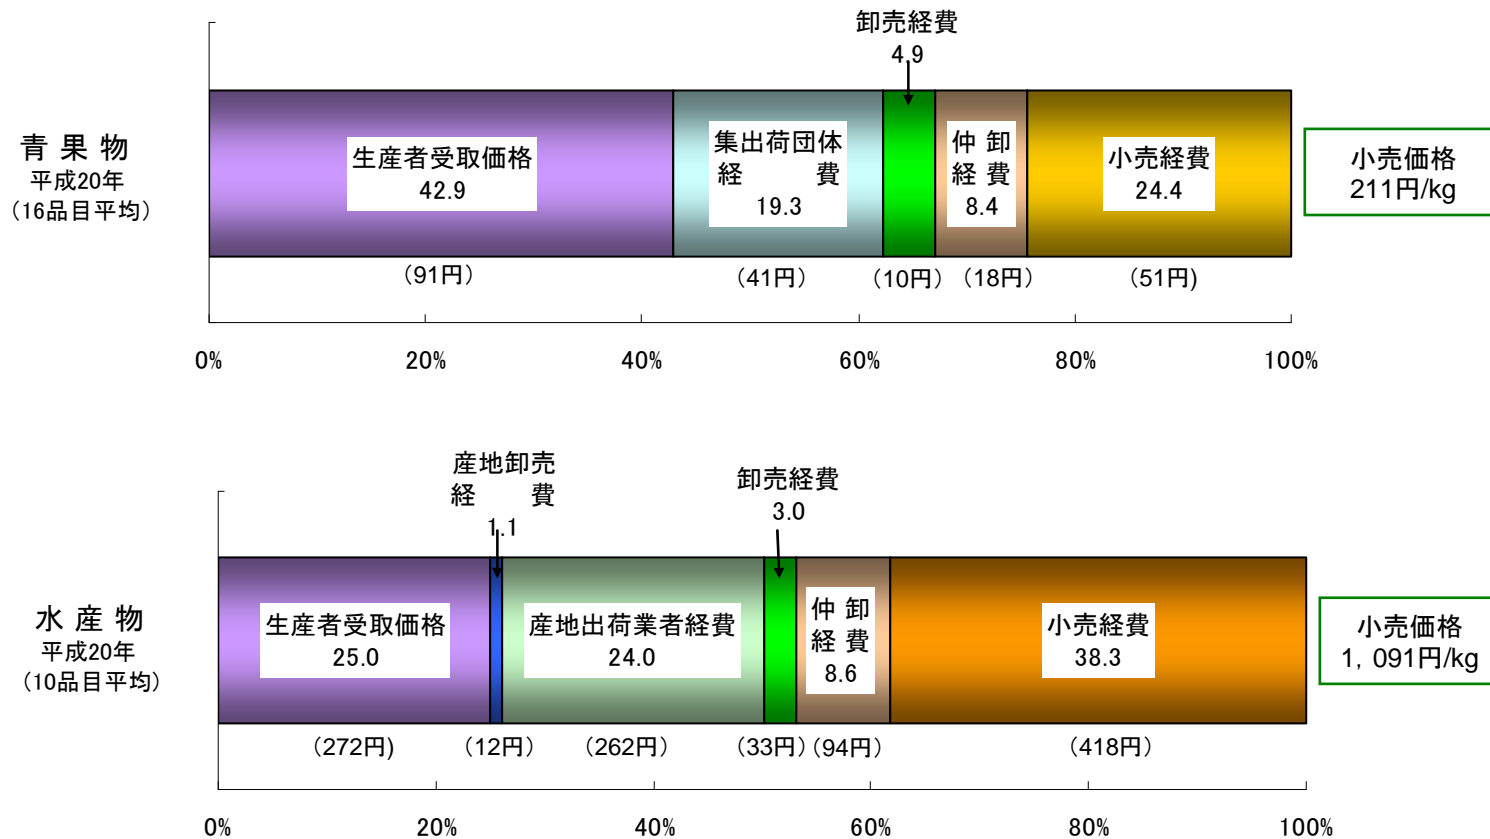 卸売経費
4.9
青果物
平成20年
（16品目平均）
生産者受取価格
42.9
集出荷団体
経費
19.3
仲卸
経費
8.4
小売経費
24.4
小売価格
211円/kg
（91円）
（41円）
（10円）
（18円）
（51円)
0%
20%
40%
60%
80%
100%
産地卸売
経費
1.1
卸売経費
3.0
水産物
平成20年
（10品目平均）
生産者受取価格
25.0
産地出荷業者経費
24.0
仲卸
経費
8.6
小売経費
38.3
小売価格
1，091円/kg
（272円)
（12円）
（262円）
（33円）
（94円）
（418円）
0%
20%
40%
60%
80%
100%